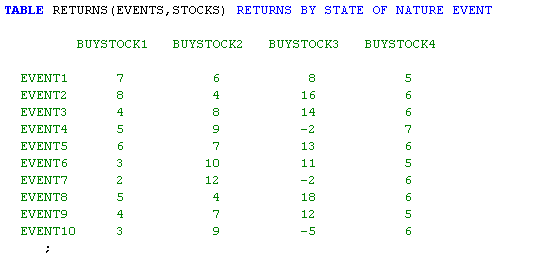 TABLE RETURNS(EVENTS,STOCKS) RETURNS BY STATE OF NATURE EVENT
BUYSTOCK1 BUYSTOCK2 BUYSTOCK3 BUYSTOCK4
EVENT1 7 6 8 5
EVENT2 8 4 16 6
EVENT3 4 8 14 6
EVENT4 5 9 -2 7
EVENT5 6 7 13 6
EVENT6 3 10 11 5
EVENT7 2 12 -2 6
EVENT8 5 4 18 6
EVENT9 4 7 12 5
EVENT10 3 9 -5 6
;